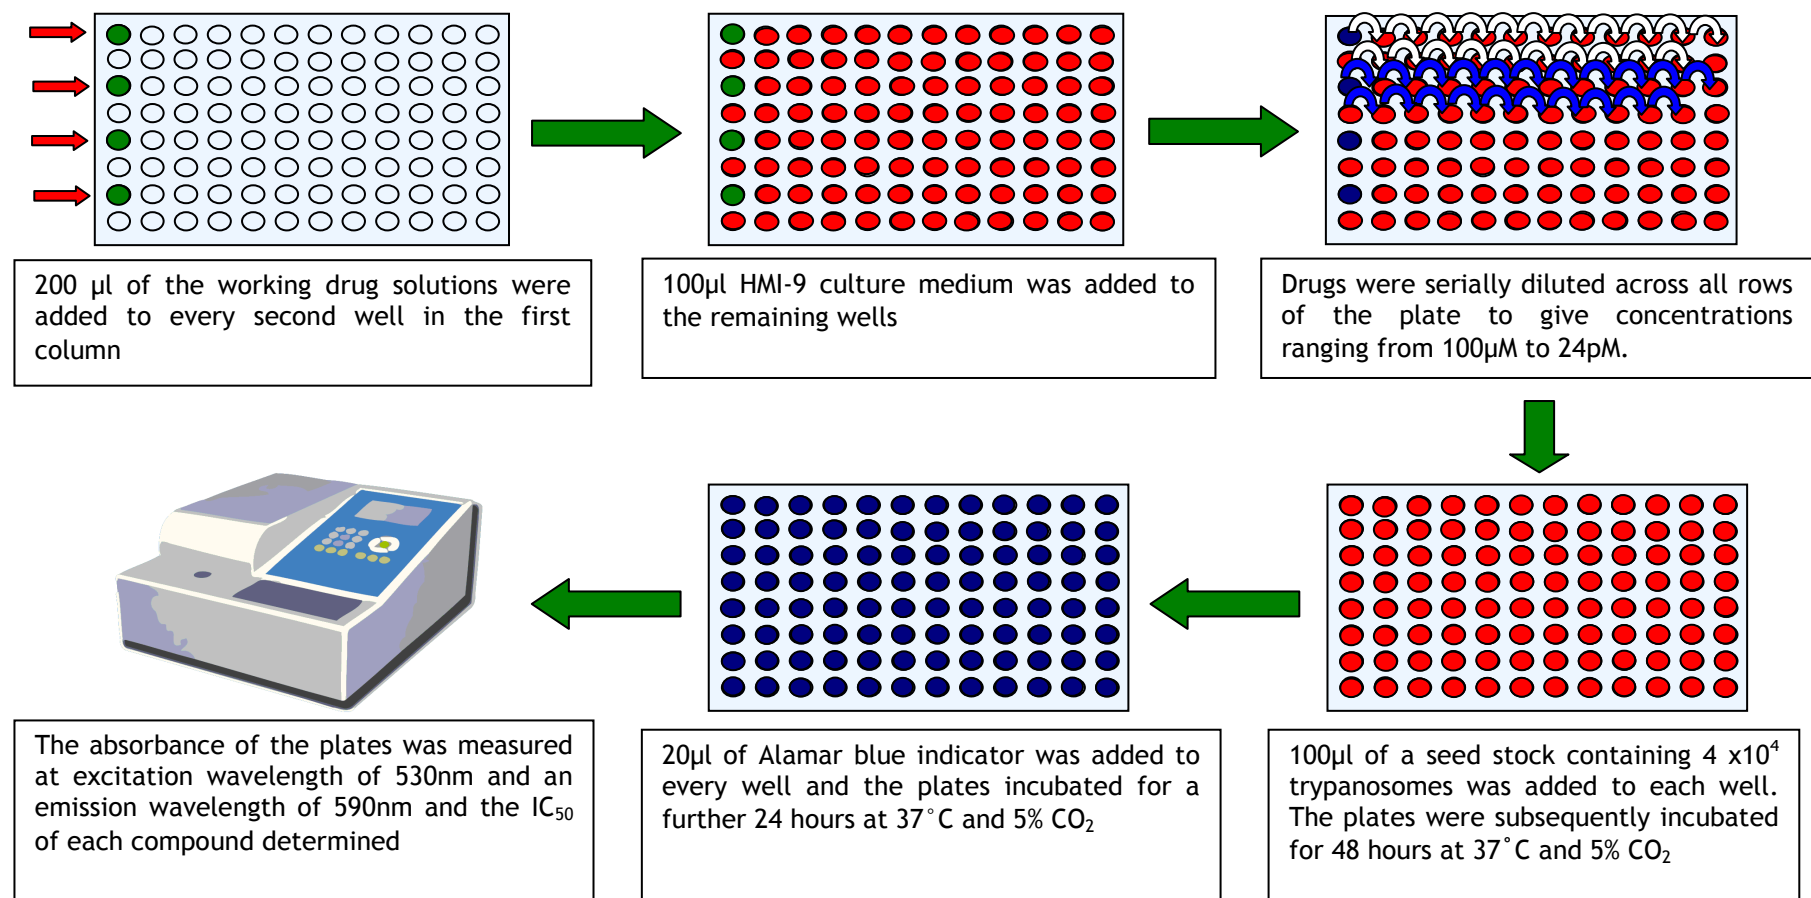 200 µl of the working drug solutions were
added to every second well in the first
column
100µl HMI-9 culture medium was added to
the remaining wells
Drugs were serially diluted across all rows
of the plate to give concentrations
ranging from 100µM to 24pM.
The absorbance of the plates was measured
at excitation wavelength of 530nm and an
emission wavelength of 590nm and the IC₅₀
of each compound determined
20µl of Alamar blue indicator was added to
every well and the plates incubated for a
further 24 hours at 37°C and 5% CO₂
100µl of a seed stock containing 4 x10⁴
trypanosomes was added to each well.
The plates were subsequently incubated
for 48 hours at 37˚C and 5% CO₂